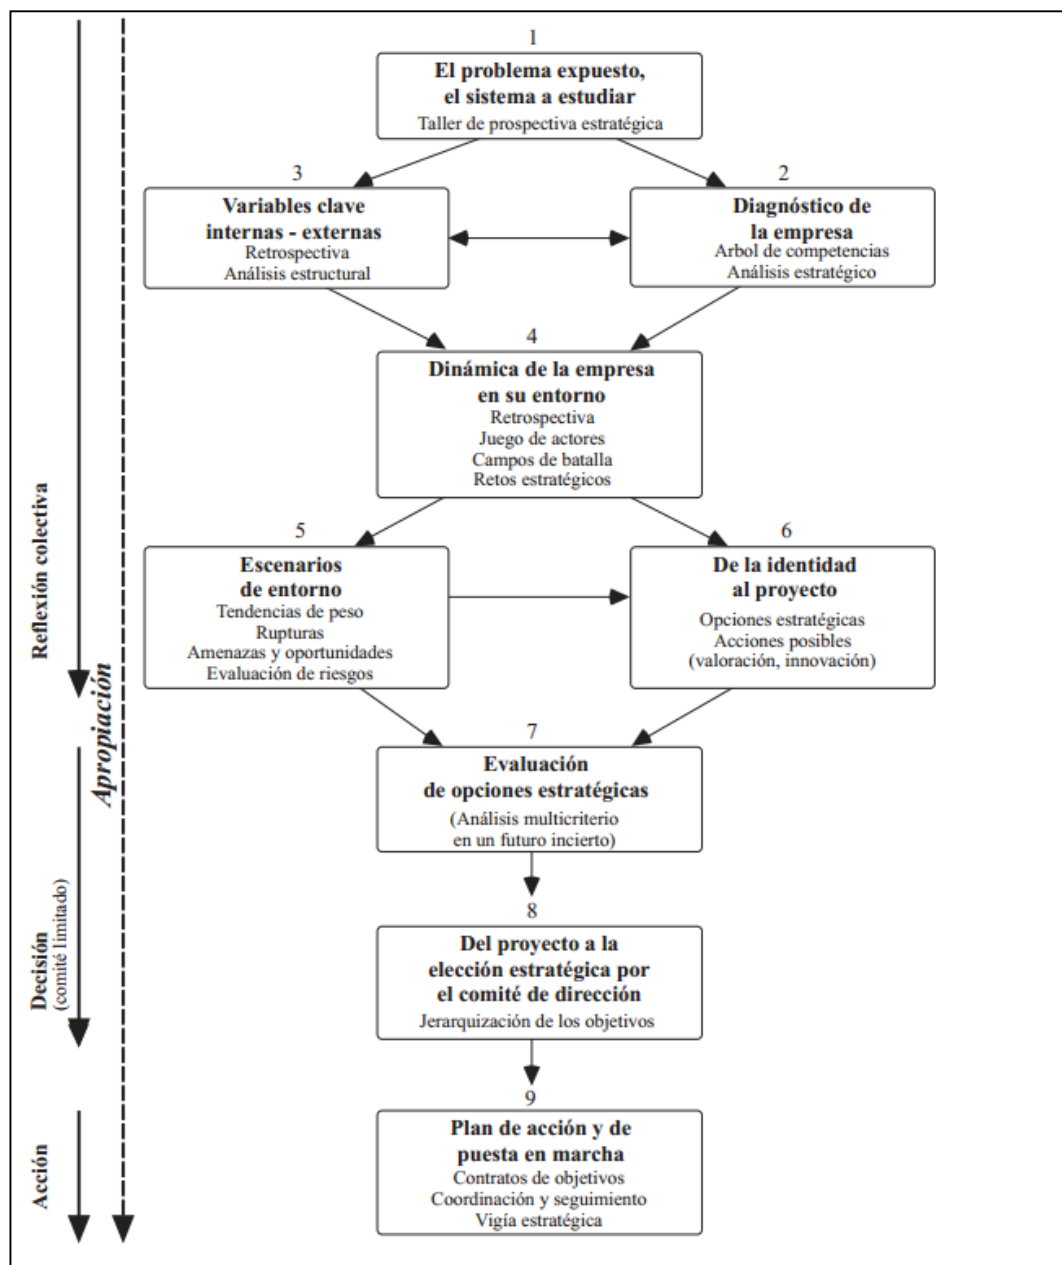 1
El problema expuesto,
el sistema a estudiar
Taller de prospectiva estratégica
3
Variables clave
internas - externas
Retrospectiva
Análisis estructural
2
Diagnóstico de
la empresa
Arbol de competencias
Análisis estratégico
4
Dinámica de la empresa
en su entorno
Retrospectiva
Juego de actores
Campos de batalla
Retos estratégicos
5
Escenarios
de entorno
Tendencias de peso
Rupturas
Amenazas y oportunidades
Evaluación de riesgos
6
De la identidad
al proyecto
Opciones estratégicas
Acciones posibles
(valoración, innovación)
7
Evaluación
de opciones estratégicas
(Análisis multicriterio
en un futuro incierto)
8
Del proyecto a la
elección estratégica por
el comité de dirección
Jerarquización de los objetivos
9
Plan de acción y de
puesta en marcha
Contratos de objetivos
Coordinación y seguimiento
Vigía estratégica
Reflexión colectiva
Apropiación
Decisión
(comité limitado)
Acción